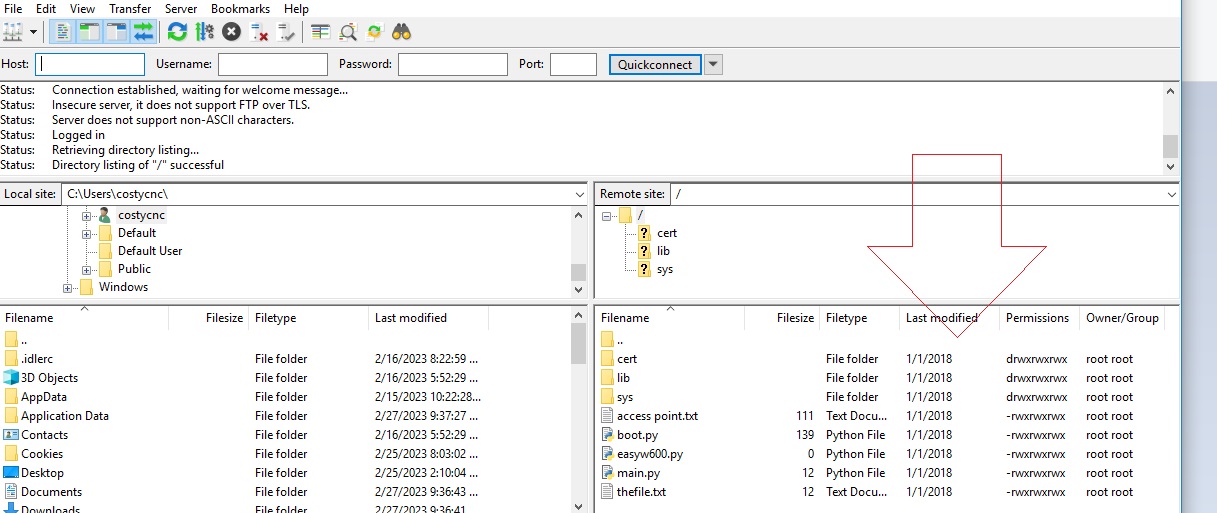 File Edit View Transfer Server Bookmarks Help
Host: Username: Password: Port: Quickconnect
Status: Connection established, waiting for welcome message...
Status: Insecure server, it does not support FTP over TLS.
Status: Server does not support non-ASCII characters.
Status: Logged in
Status: Retrieving directory listing...
Status: Directory listing of "/" successful
Local site: C:\Users\costycnc\
costycnc
Default
Default User
Public
Windows
Remote site: /
/
? cert
? lib
? sys
Filename Filesize Filetype Last modified
..
.idlerc File folder 2/16/2023 8:22:59 ...
3D Objects File folder 2/16/2023 5:52:29 ...
AppData File folder 2/15/2023 10:22:28...
Application Data File folder 2/27/2023 9:37:27 ...
Contacts File folder 2/16/2023 5:52:29 ...
Cookies File folder 2/25/2023 8:03:02 ...
Desktop File folder 2/25/2023 2:10:04 ...
Documents File folder 2/27/2023 9:36:43 ...
Downloads File folder 2/27/2023 9:36:41
Filename Filesize Filetype Last modified Permissions Owner/Group
..
cert File folder 1/1/2018 drwxrwxrwx root root
lib File folder 1/1/2018 drwxrwxrwx root root
sys File folder 1/1/2018 drwxrwxrwx root root
access point.txt 111 Text Docu... 1/1/2018 -rwxrwxrwx root root
boot.py 139 Python File 1/1/2018 -rwxrwxrwx root root
easyw600.py 0 Python File 1/1/2018 -rwxrwxrwx root root
main.py 12 Python File 1/1/2018 -rwxrwxrwx root root
thefile.txt 12 Text Docu... 1/1/2018 -rwxrwxrwx root root